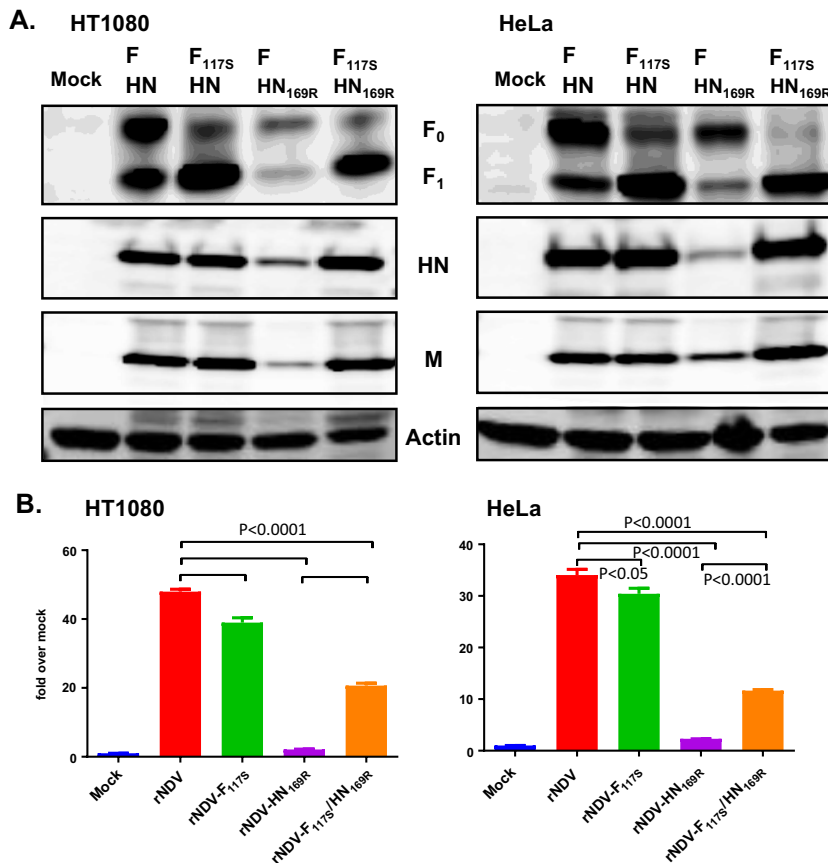 A.
HT1080
HeLa
Mock
F
HN
F117S
HN
F
HN169R
F117S
HN169R
Mock
F
HN
F117S
HN
F
HN169R
F117S
HN169R
F0
F1
HN
M
Actin
B.
HT1080
HeLa
P<0.0001
60
40
20
0
fold over mock
Mock
rNDV
rNDV-F117S
rNDV-HN169R
rNDV-F117S/HN169R
P<0.0001
P<0.0001
P<0.05
P<0.0001
40
30
20
10
0
Mock
rNDV
rNDV-F117S
rNDV-HN169R
rNDV-F117S/HN169R